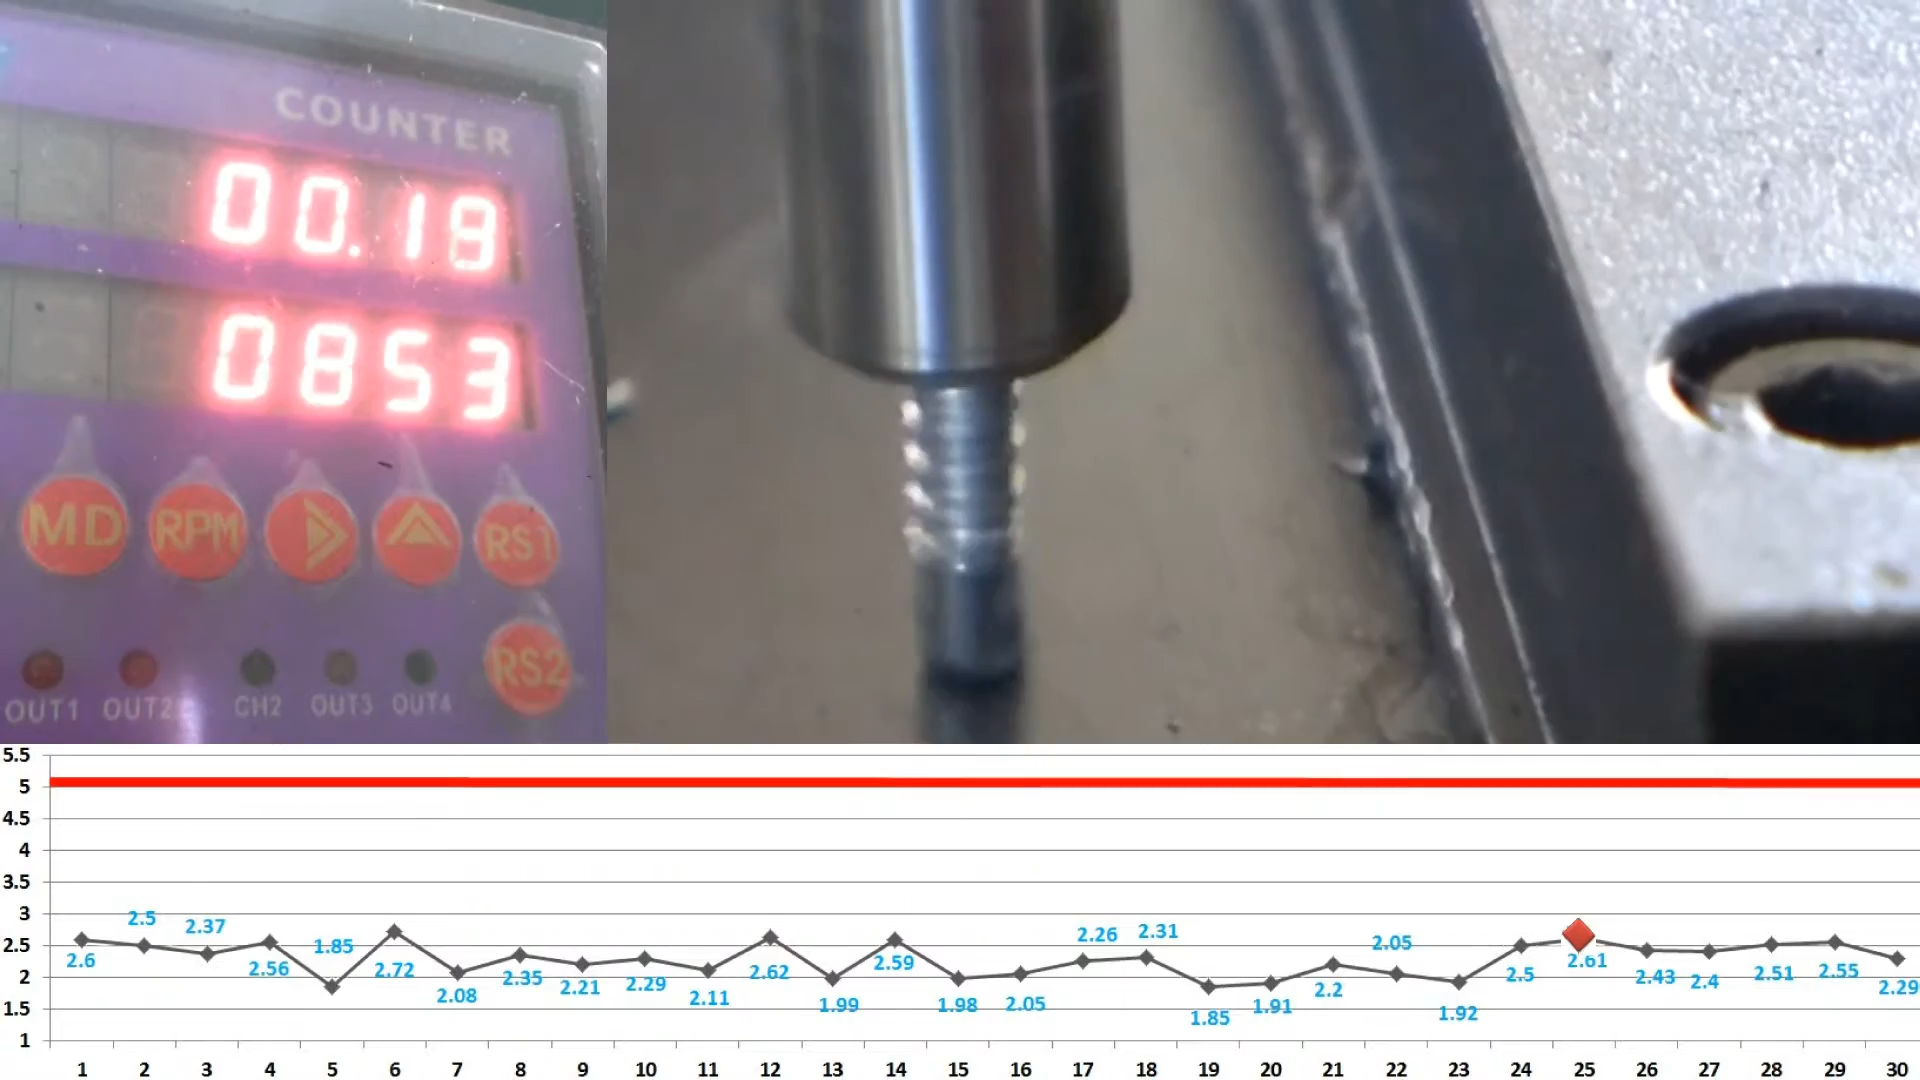 COUNTER
00.19
0853
MD RPM RS1
RS2
OUT1 OUT2 CH2 OUT3 OUT4
5.5
5
4.5
4
3.5
3
2.5
2
1.5
1
2.6 2.5 2.37 2.56 1.85 2.72 2.08 2.35 2.21 2.29 2.11 2.62 1.99 2.59 1.98 2.05 2.26 2.31 1.85 1.91 2.2 2.05 1.92 2.5 2.61 2.43 2.4 2.51 2.55 2.29
1 2 3 4 5 6 7 8 9 10 11 12 13 14 15 16 17 18 19 20 21 22 23 24 25 26 27 28 29 30